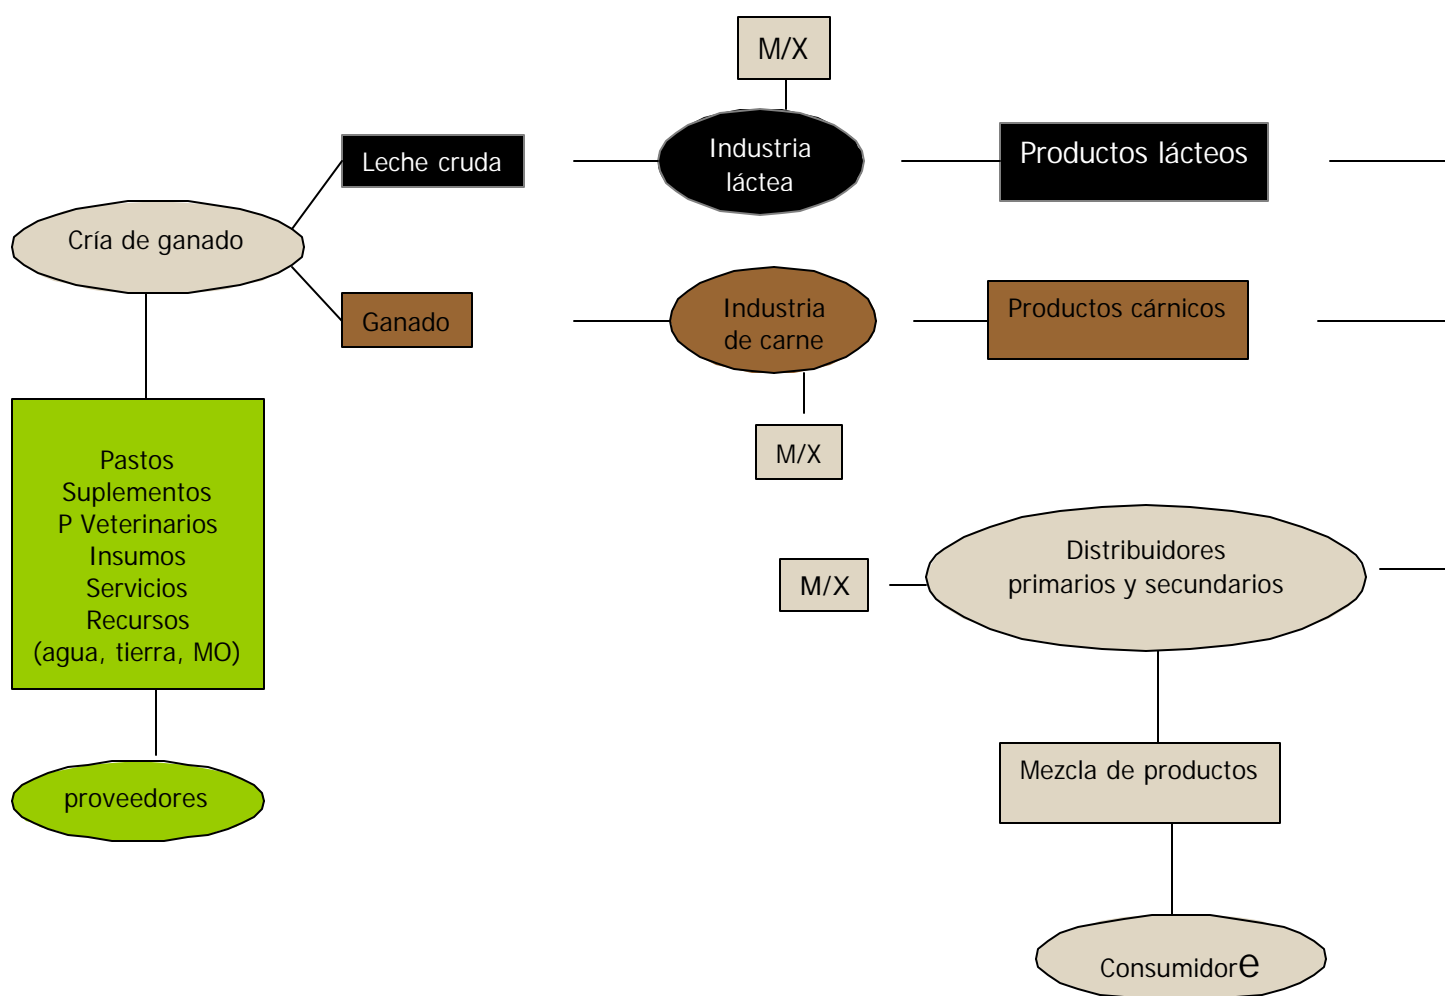 M/X
Leche cruda
Industria
láctea
Productos lácteos
Cría de ganado
Ganado
Industria
de carne
Productos cárnicos
M/X
Pastos
Suplementos
P Veterinarios
Insumos
Servicios
Recursos
(agua, tierra, MO)
M/X
Distribuidores
primarios y secundarios
Mezcla de productos
proveedores
Consumidore